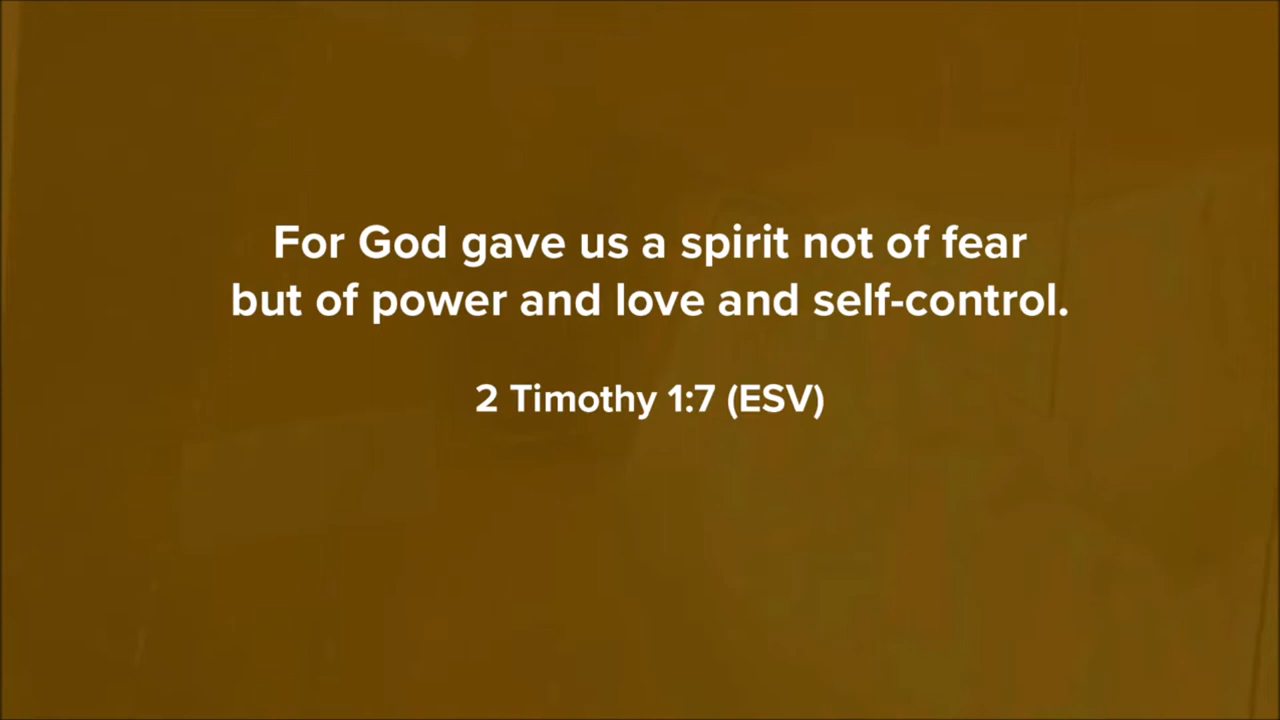 For God gave us a spirit not of fear
but of power and love and self-control.
2 Timothy 1:7 (ESV)